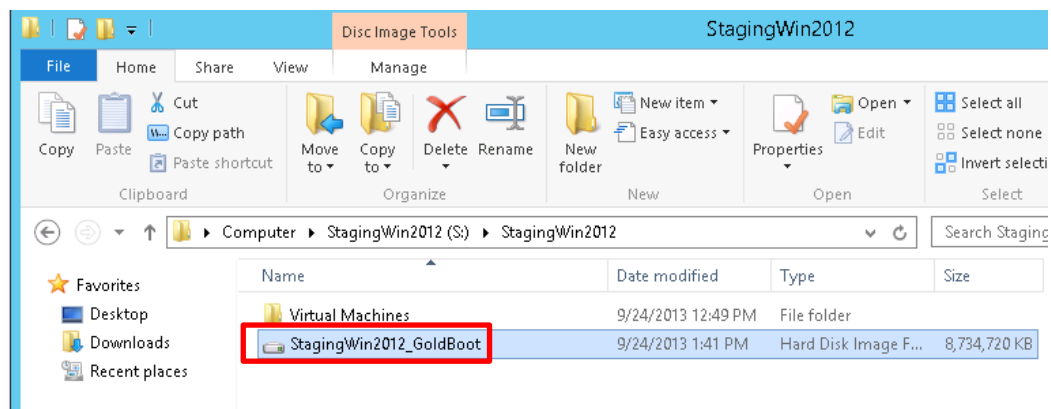 Disc Image Tools
StagingWin2012
File
Home
Share
View
Manage
Copy
Paste
Cut
Copy path
Paste shortcut
Move to
Copy to
Delete
Rename
New folder
New item
Easy access
Properties
Open
Edit
Select all
Select none
Invert selecti
Clipboard
Organize
New
Open
Select
Computer StagingWin2012 (S:) StagingWin2012
Search Staging
Favorites
Desktop
Downloads
Recent places
Name Date modified Type Size
Virtual Machines 9/24/2013 12:49 PM File folder
StagingWin2012_GoldBoot 9/24/2013 1:41 PM Hard Disk Image F... 8,734,720 KB